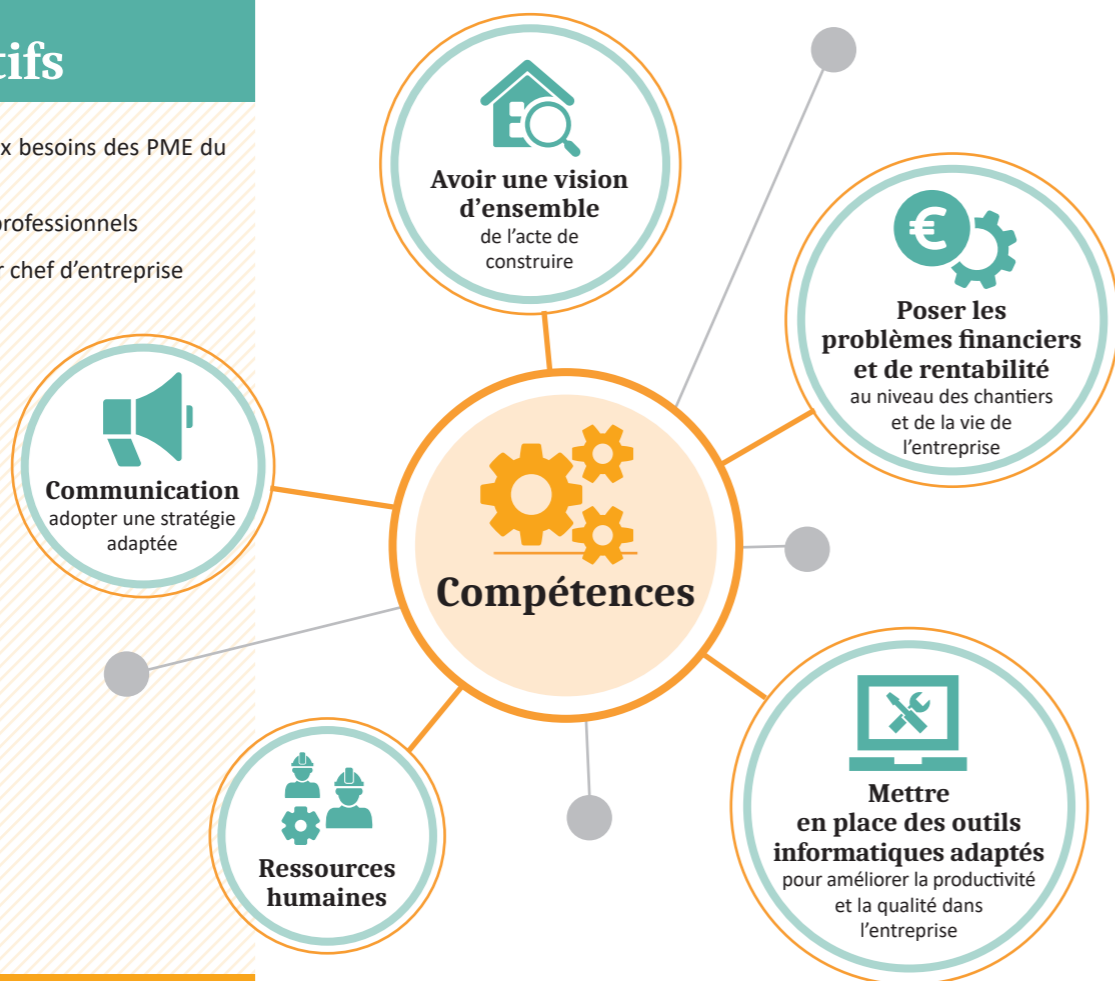 tifs
x besoins des PME du
professionnels
r chef d'entreprise
Avoir une vision
d'ensemble
de l'acte de
construire
Poser les
problèmes financiers
et de rentabilité
au niveau des chantiers
et de la vie de
l'entreprise
Communication
adopter une stratégie
adaptée
Compétences
Mettre
en place des outils
informatiques adaptés
pour améliorer la productivité
et la qualité dans
l'entreprise
Ressources
humaines